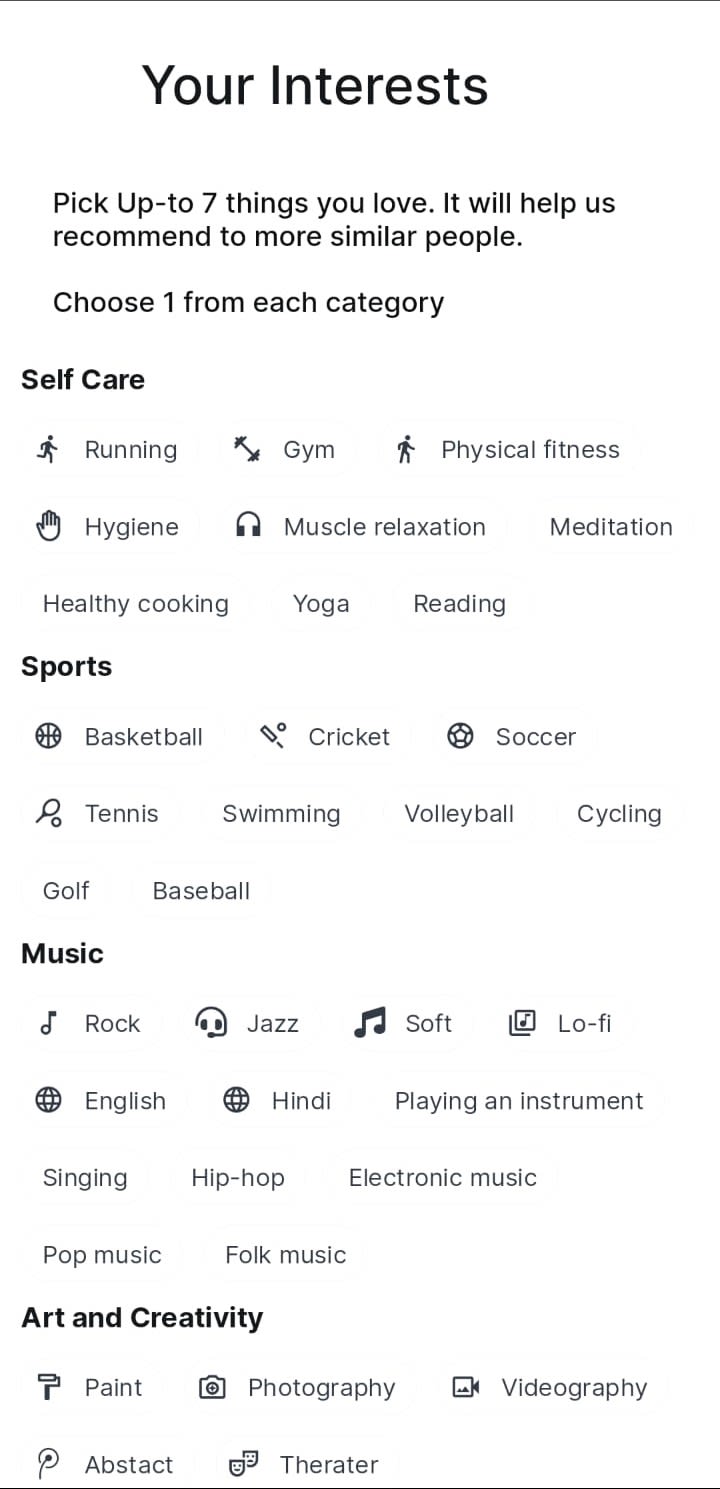 Your Interests
Pick Up-to 7 things you love. It will help us
recommend to more similar people.
Choose 1 from each category
Self Care
Running Gym Physical fitness
Hygiene Muscle relaxation Meditation
Healthy cooking Yoga Reading
Sports
Basketball Cricket Soccer
Tennis Swimming Volleyball Cycling
Golf Baseball
Music
Rock Jazz Soft Lo-fi
English Hindi Playing an instrument
Singing Hip-hop Electronic music
Pop music Folk music
Art and Creativity
Paint Photography Videography
Abstact Therater